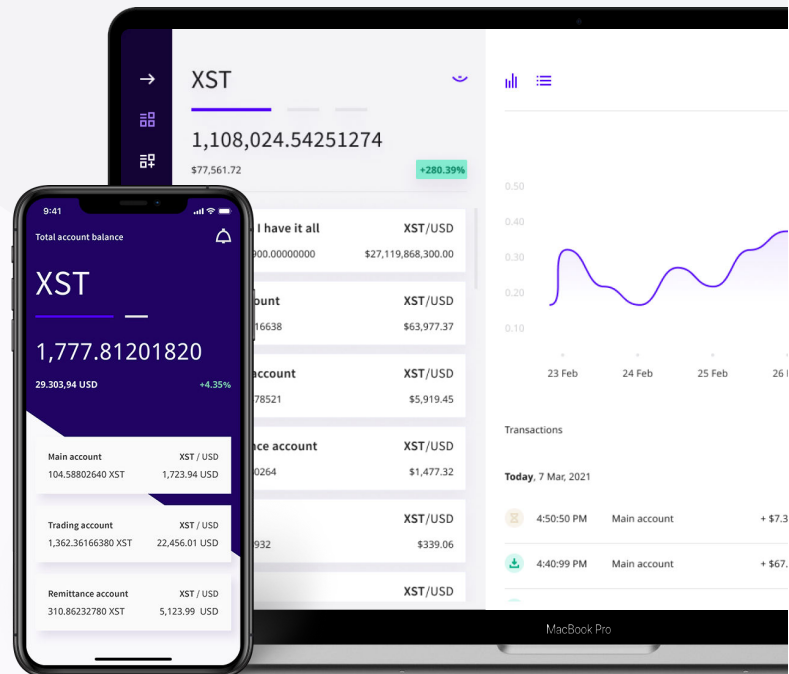 XST
1,108,024.54251274
$77,561.72
+280.39%
I have it all
XST/USD
900.00000000
$27,119,868,300.00
XST/USD
16638
$63,977.37
account
XST/USD
78521
$5,919.45
account
XST/USD
0264
$1,477.32
XST/USD
932
$339.06
XST/USD
0.50
0.40
0.30
0.20
0.10
23 Feb
24 Feb
25 Feb
26
Transactions
Today, 7 Mar, 2021
4:50:50 PM
Main account
+ $7.3
4:40:99 PM
Main account
+ $67.
MacBook Pro
9:41
Total account balance
XST
1,777.81201820
29.303,94 USD
+4.35%
Main account
XST / USD
104.58802640 XST
1,723.94 USD
Trading account
XST / USD
1,362.36166380 XST
22,456.01 USD
Remittance account
XST / USD
310.86232780 XST
5,123.99 USD